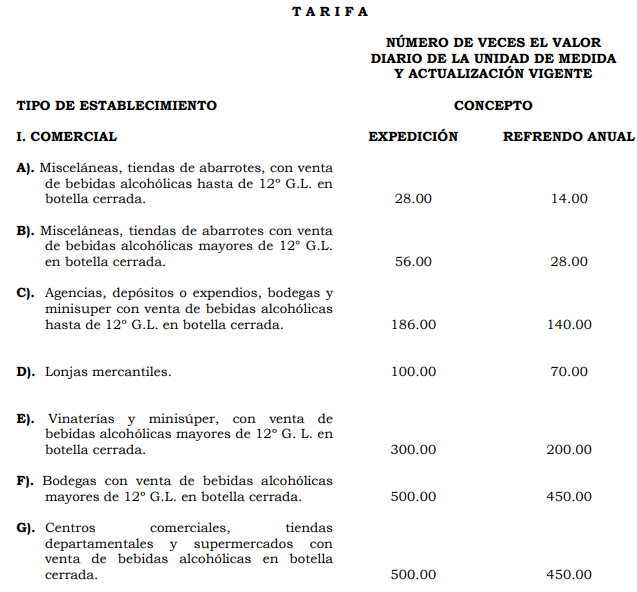 T A R I F A
NÚMERO DE VECES EL VALOR
DIARIO DE LA UNIDAD DE MEDIDA
Y ACTUALIZACIÓN VIGENTE
TIPO DE ESTABLECIMIENTO CONCEPTO
I. COMERCIAL EXPEDICIÓN REFRENDO ANUAL
A). Misceláneas, tiendas de abarrotes, con venta
de bebidas alcohólicas hasta de 12º G.L. en
botella cerrada. 28.00 14.00
B). Misceláneas, tiendas de abarrotes con venta
de bebidas alcohólicas mayores de 12° G.L.
en botella cerrada. 56.00 28.00
C). Agencias, depósitos o expendios, bodegas y
minisuper con venta de bebidas alcohólicas
hasta de 12º G.L. en botella cerrada. 186.00 140.00
D). Lonjas mercantiles. 100.00 70.00
E). Vinaterías y minisúper, con venta de
bebidas alcohólicas mayores de 12º G. L. en
botella cerrada. 300.00 200.00
F). Bodegas con venta de bebidas alcohólicas
mayores de 12º G.L. en botella cerrada. 500.00 450.00
G). Centros comerciales, tiendas
departamentales y supermercados con
venta de bebidas alcohólicas en botella
cerrada. 500.00 450.00